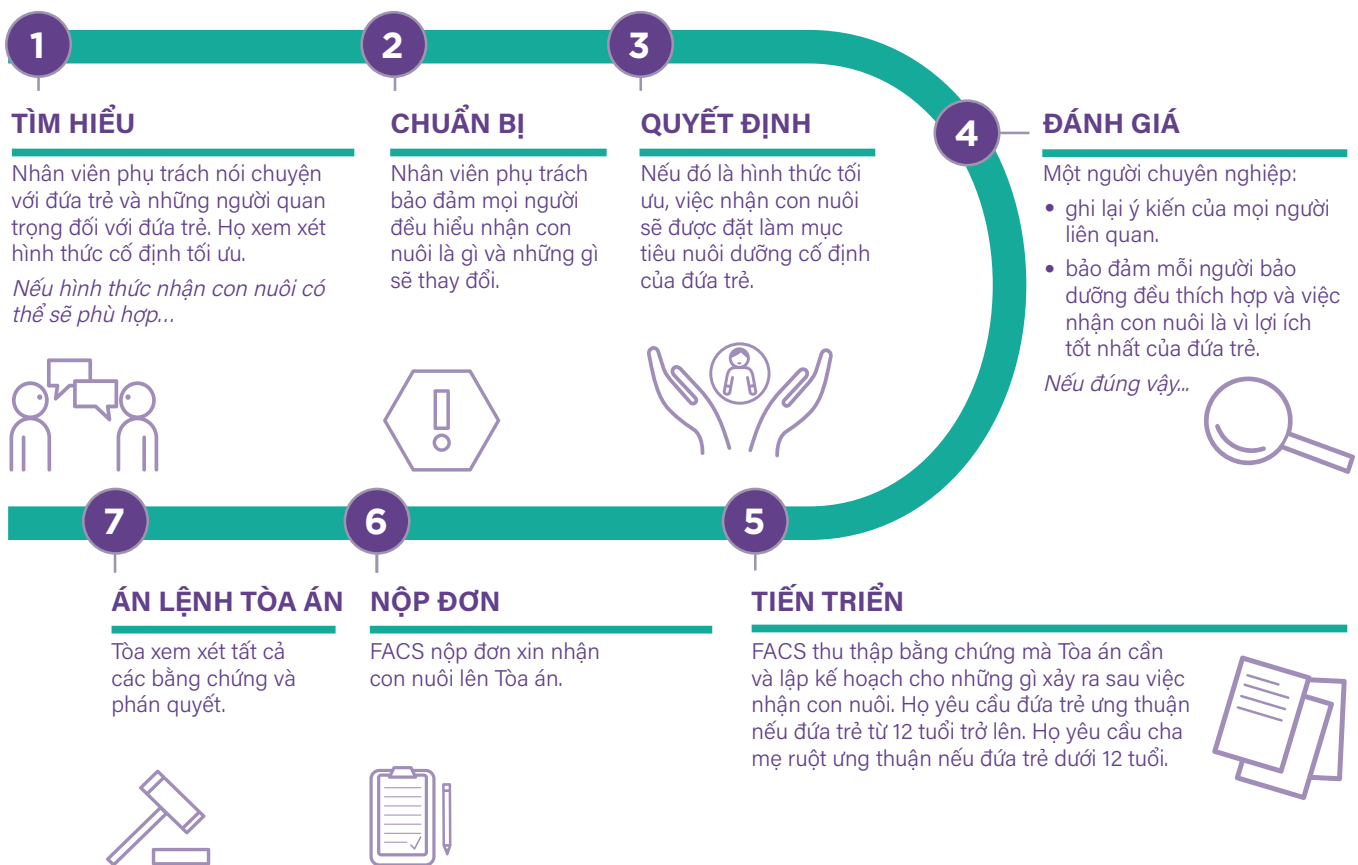 1
TÌM HIỂU
Nhân viên phụ trách nói chuyện
với đứa trẻ và những người quan
trọng đối với đứa trẻ. Họ xem xét
hình thức cố định tối ưu.
Nếu hình thức nhận con nuôi có
thể sẽ phù hợp...
2
CHUẨN BỊ
Nhân viên phụ trách
bảo đảm mọi người
đều hiểu nhận con
nuôi là gì và những gì
sẽ thay đổi.
3
QUYẾT ĐỊNH
Nếu đó là hình thức tối
ưu, việc nhận con nuôi
sẽ được đặt làm mục
tiêu nuôi dưỡng cố định
của đứa trẻ.
4
ĐÁNH GIÁ
Một người chuyên nghiệp:
• ghi lại ý kiến của mọi người
liên quan.
• bảo đảm mỗi người bảo
dưỡng đều thích hợp và việc
nhận con nuôi là vì lợi ích
tốt nhất của đứa trẻ.
Nếu đúng vậy...
5
TIẾN TRIỂN
FACS thu thập bằng chứng mà Tòa án cần
và lập kế hoạch cho những gì xảy ra sau việc
nhận con nuôi. Họ yêu cầu đứa trẻ ưng thuận
nếu đứa trẻ từ 12 tuổi trở lên. Họ yêu cầu cha
mẹ ruột ưng thuận nếu đứa trẻ dưới 12 tuổi.
6
NỘP ĐƠN
FACS nộp đơn xin nhận
con nuôi lên Tòa án.
7
ÁN LỆNH TÒA ÁN
Tòa xem xét tất cả
các bằng chứng và
phán quyết.